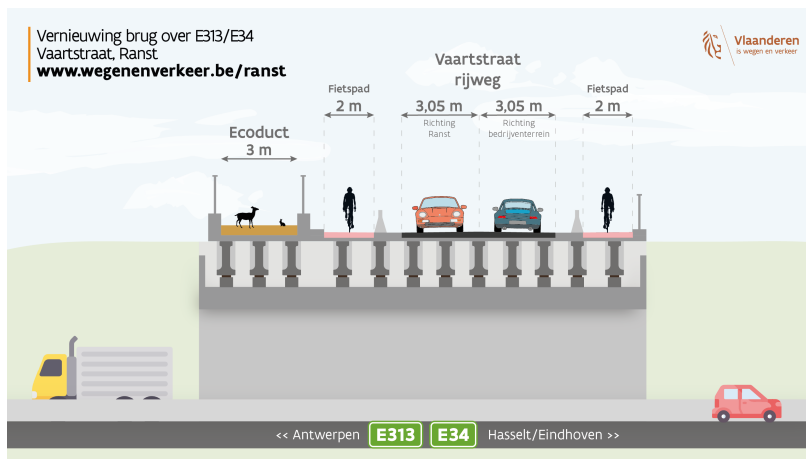 Vernieuwing brug over E313/E34
Vaartstraat, Ranst
www.wegenenverkeer.be/ranst
Vlaanderen
is wegen en verkeer
Vaartstraat
rijweg
Fietspad
2 m
3,05 m
Richting
Ranst
3,05 m
Richting
bedrijventerrein
Fietspad
2 m
Ecoduct
3 m
<< Antwerpen E313 E34 Hasselt/Eindhoven >>